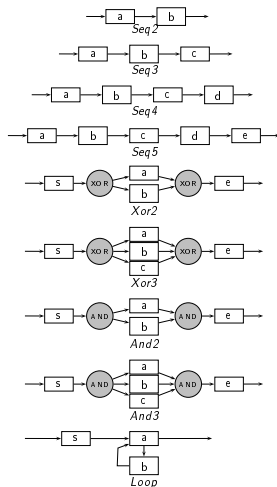 a b
Seq2
a b c
Seq3
a b c d
Seq4
a b c d e
Seq5
a
s XOR XOR e
b
Xor2
a
s XOR b XOR e
c
Xor3
a
s AND AND e
b
And2
a
s AND b AND e
c
And3
s a
b
Loop